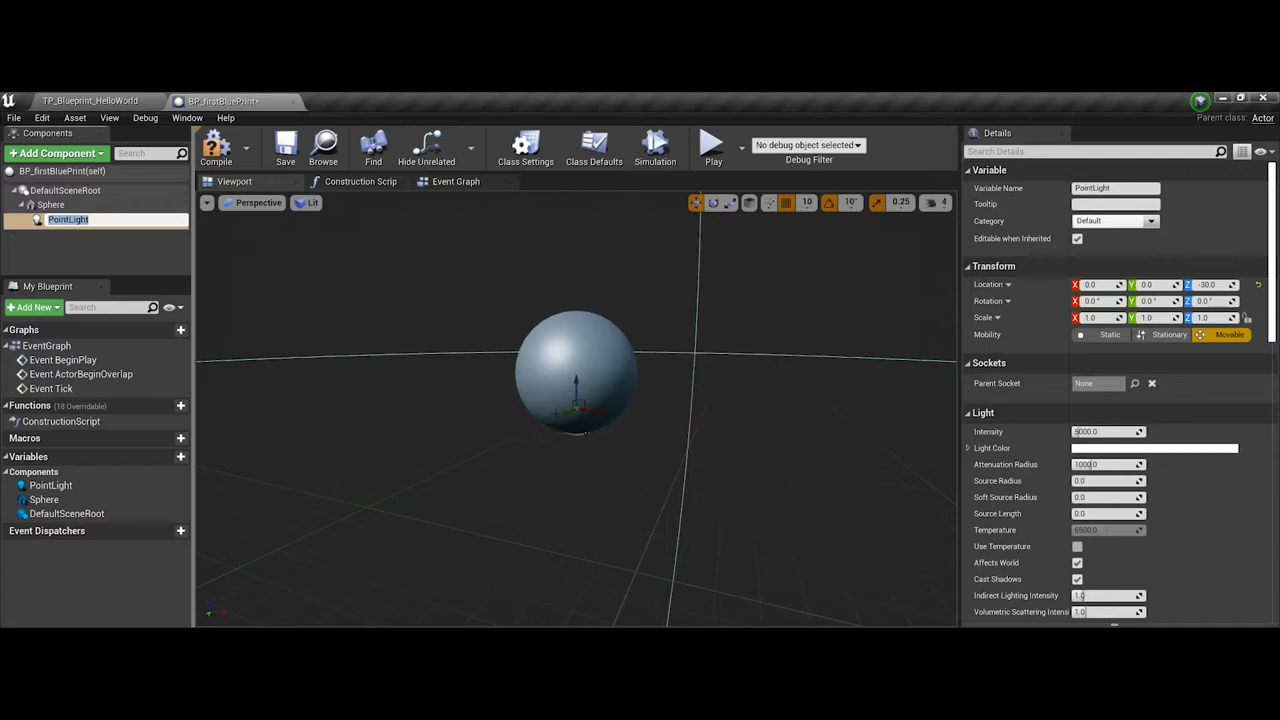 TP_Blueprint_HelloWorld
BP_firstBluePrint*
File Edit Asset View Debug Window Help
Parent class: Actor
Components
+Add Component
Search
BP_firstBluePrint(self)
DefaultSceneRoot
Sphere
PointLight
My Blueprint
+Add New
Search
Graphs
EventGraph
Event BeginPlay
Event ActorBeginOverlap
Event Tick
Functions (18 Overridable)
ConstructionScript
Macros
Variables
Components
PointLight
Sphere
DefaultSceneRoot
Event Dispatchers
Compile
Save
Browse
Find
Hide Unrelated
Class Settings
Class Defaults
Simulation
Play
No debug object selected
Debug Filter
Viewport
Construction Scrip
Event Graph
Perspective
Lit
10
10°
0.25
4
Details
Search Details
Variable
Variable Name PointLight
Tooltip
Category Default
Editable when Inherited
Transform
Location X 0.0 Y 0.0 Z -30.0
Rotation X 0.0 ° Y 0.0 ° Z 0.0 °
Scale X 1.0 Y 1.0 Z 1.0
Mobility Static Stationary Movable
Sockets
Parent Socket None
Light
Intensity 5000.0
Light Color
Attenuation Radius 1000.0
Source Radius 0.0
Soft Source Radius 0.0
Source Length 0.0
Temperature 6500.0
Use Temperature
Affects World
Cast Shadows
Indirect Lighting Intensity 1.0
Volumetric Scattering Intensi 1.0